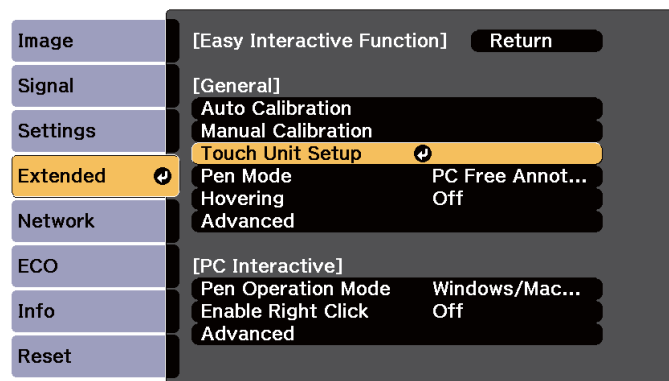 Image
Signal
Settings
Extended
Network
ECO
Info
Reset
[Easy Interactive Function] Return
[General]
Auto Calibration
Manual Calibration
Touch Unit Setup
Pen Mode PC Free Annot...
Hovering Off
Advanced
[PC Interactive]
Pen Operation Mode Windows/Mac...
Enable Right Click Off
Advanced